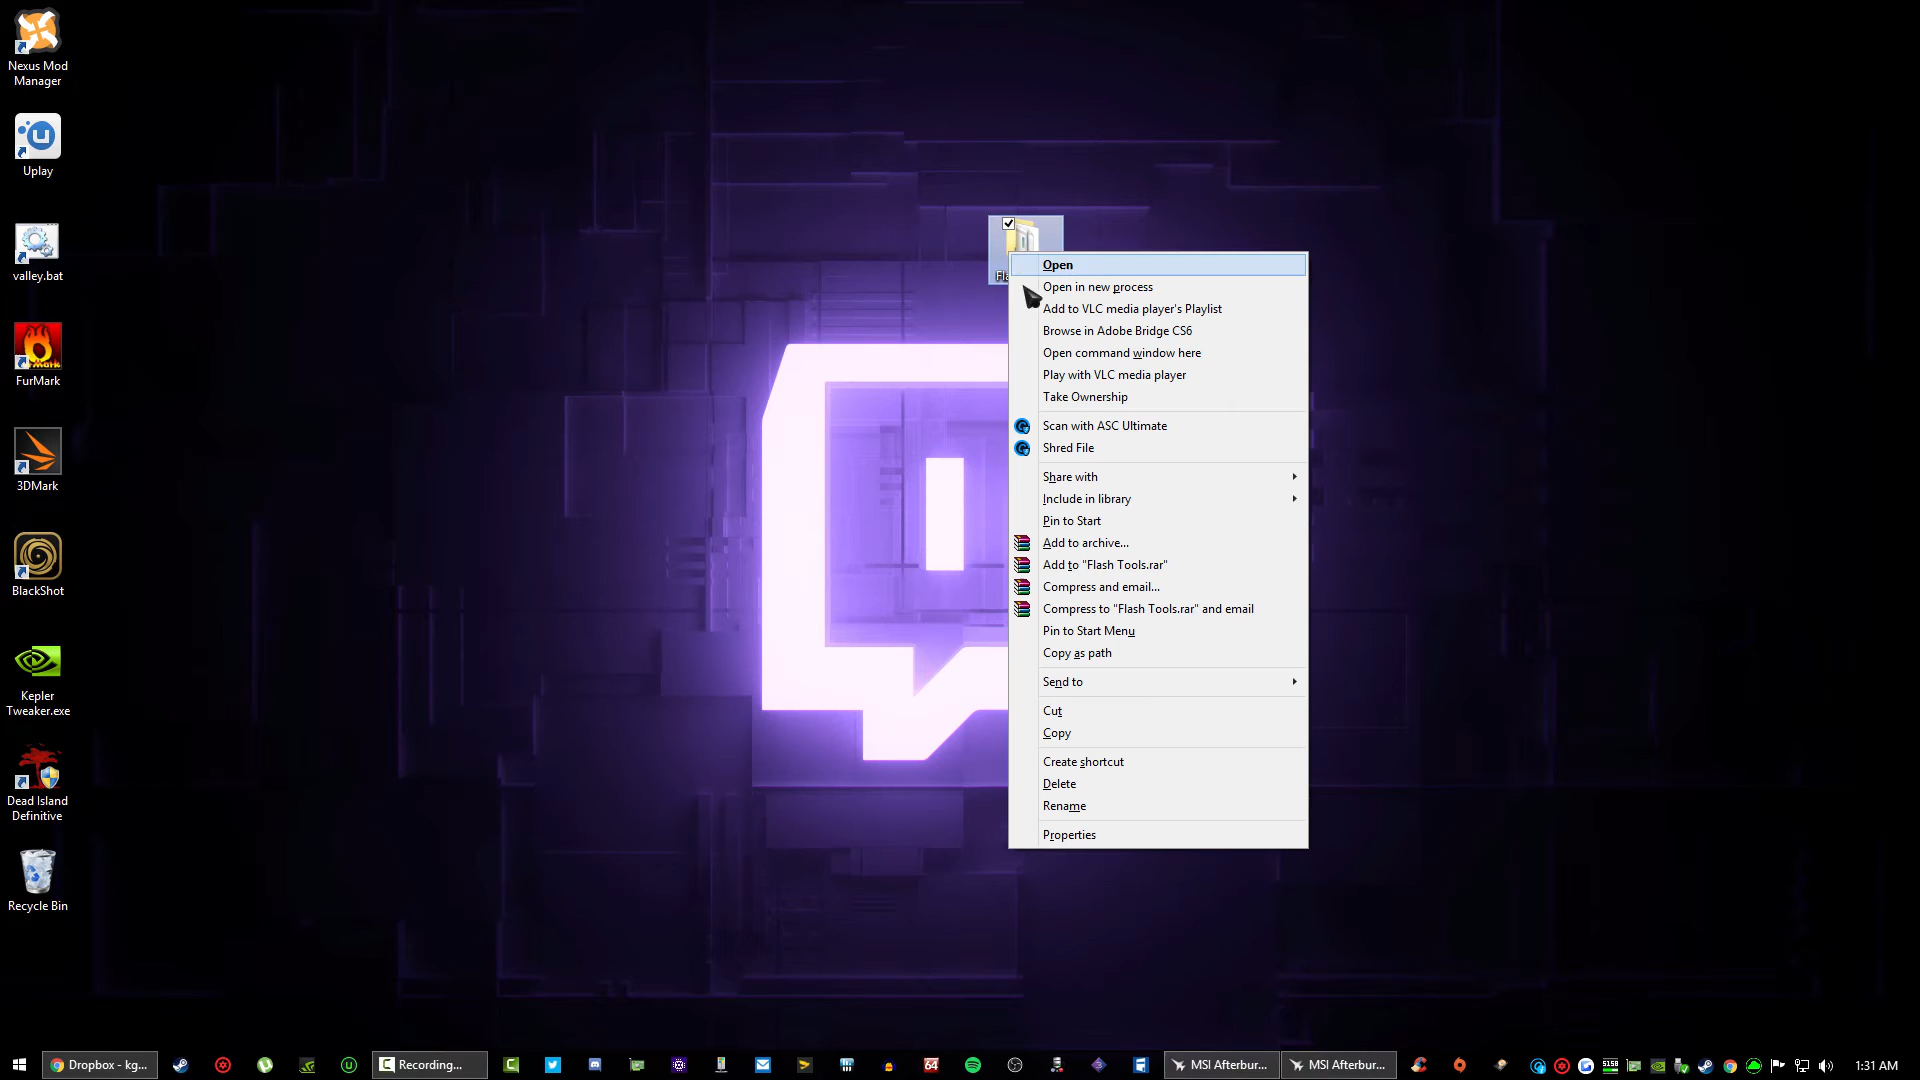 Nexus Mod
Manager
Uplay
valley.bat
FurMark
3DMark
BlackShot
Kepler
Tweaker.exe
Dead Island
Definitive
Recycle Bin
Open
Open in new process
Add to VLC media player's Playlist
Browse in Adobe Bridge CS6
Open command window here
Play with VLC media player
Take Ownership
Scan with ASC Ultimate
Shred File
Share with
Include in library
Pin to Start
Add to archive...
Add to "Flash Tools.rar"
Compress and email...
Compress to "Flash Tools.rar" and email
Pin to Start Menu
Copy as path
Send to
Cut
Copy
Create shortcut
Delete
Rename
Properties
Dropbox - kg...
Recording...
64
MSI Afterbur...
MSI Afterbur...
5158
1:31 AM